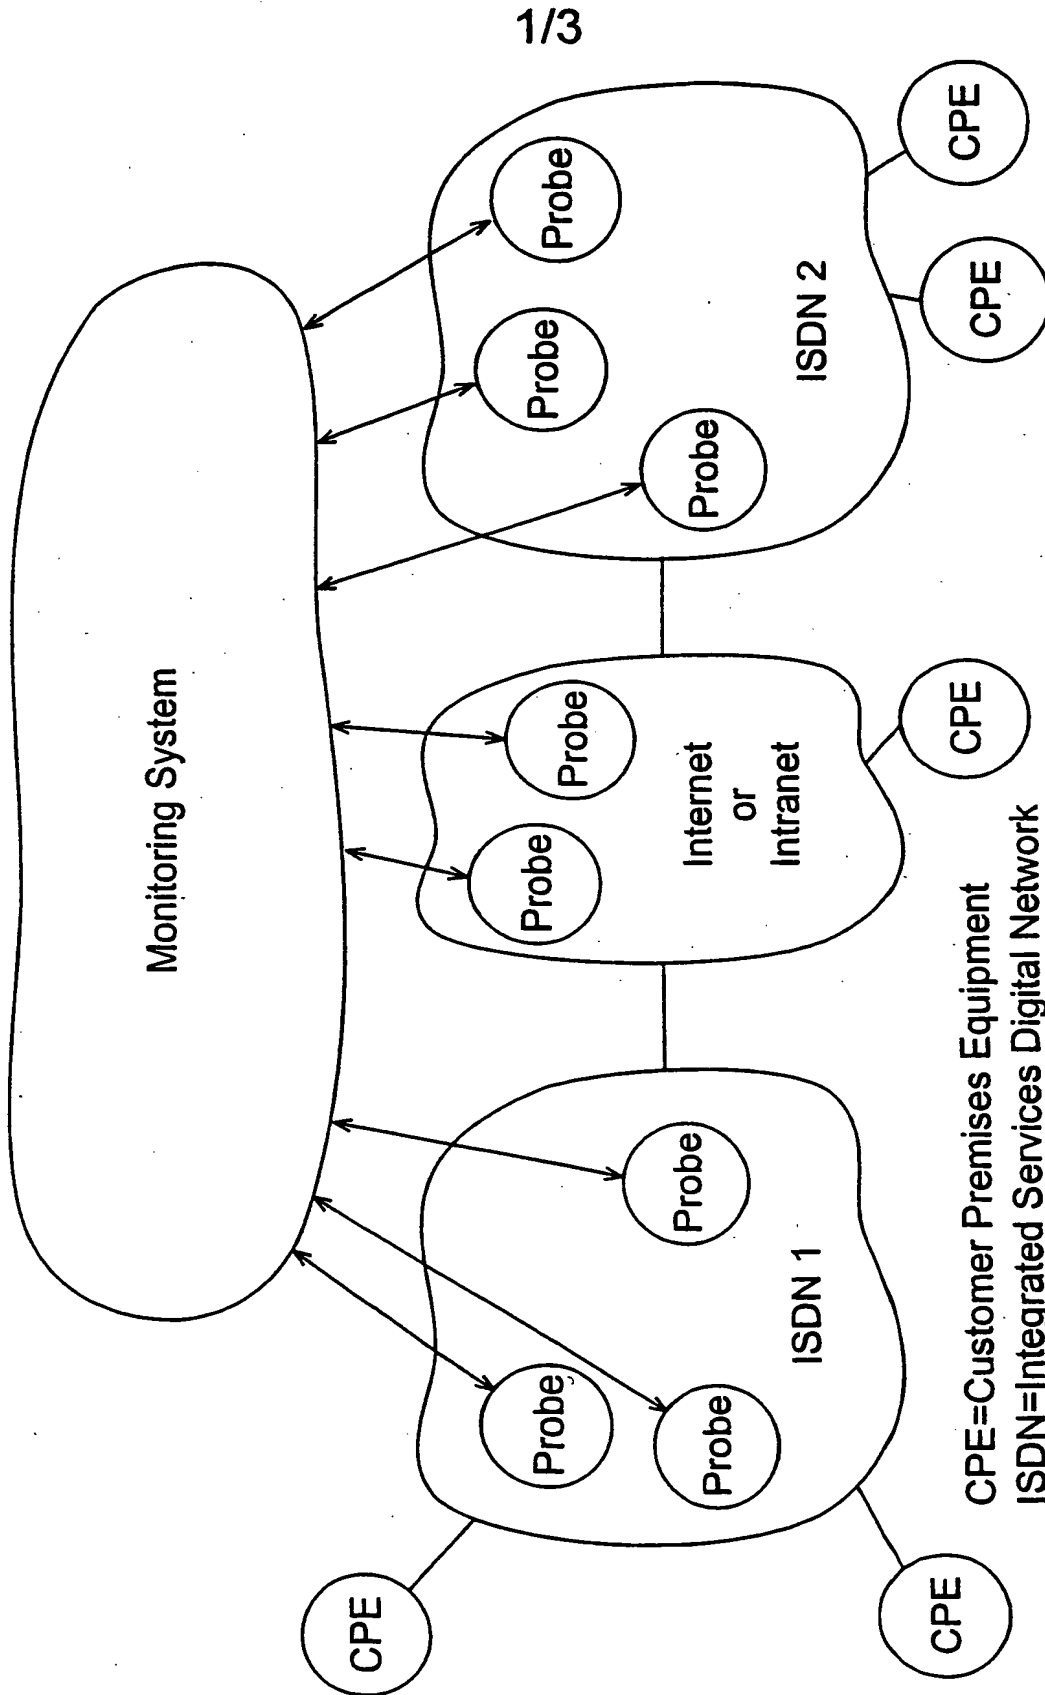 1/3
Monitoring System
Probe
Probe
Probe
Probe
Probe
Probe
Probe
Probe
ISDN 1
Internet
or
Intranet
ISDN 2
CPE
CPE
CPE
CPE
CPE
CPE=Customer Premises Equipment
ISDN=Integrated Services Digital Network